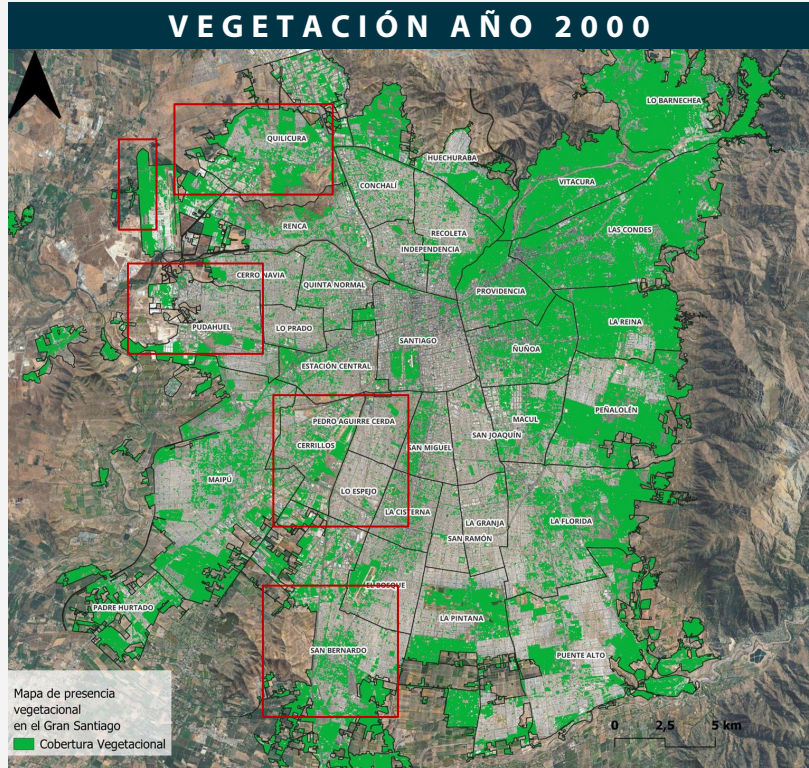 VEGETACIÓN AÑO 2000
LO BARNECHEA
QUILICURA
HUECHURABA
VITACURA
CONCHALÍ
RENCA
RECOLETA
LAS CONDES
INDEPENDENCIA
CERRO NAVIA
QUINTA NORMAL
PROVIDENCIA
PUDAHUEL
LO PRADO
LA REINA
SANTIAGO
ÑUÑOA
ESTACIÓN CENTRAL
PEÑALOLÉN
PEDRO AGUIRRE CERDA
MACUL
CERRILLOS
SAN MIGUEL
SAN JOAQUÍN
MAIPÚ
LO ESPEJO
LA CISTERNA
LA GRANJA
LA FLORIDA
SAN RAMÓN
EL BOSQUE
PADRE HURTADO
LA PINTANA
SAN BERNARDO
PUENTE ALTO
Mapa de presencia
vegetacional
en el Gran Santiago
Cobertura Vegetacional
0 2,5 5 km